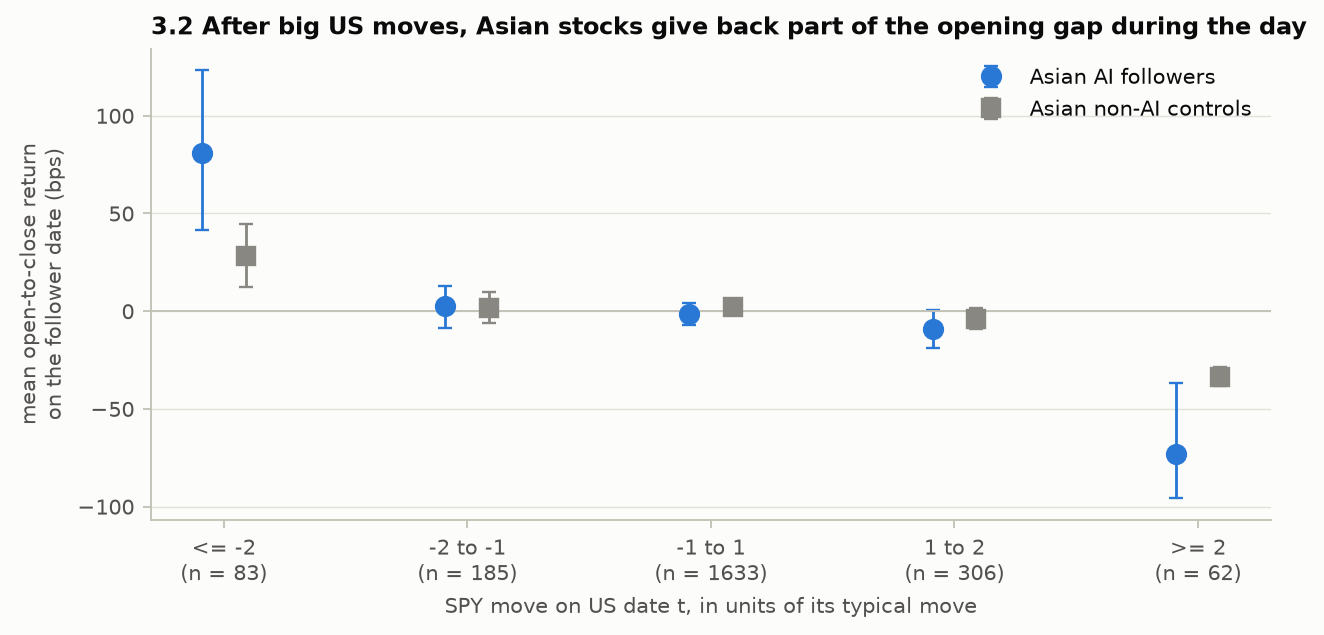 3.2 After big US moves, Asian stocks give back part of the opening gap during the day
Asian AI followers
Asian non-AI controls
mean open-to-close return
on the follower date (bps)
100
50
0
−50
−100
<= -2
(n = 83)
-2 to -1
(n = 185)
-1 to 1
(n = 1633)
1 to 2
(n = 306)
>= 2
(n = 62)
SPY move on US date t, in units of its typical move